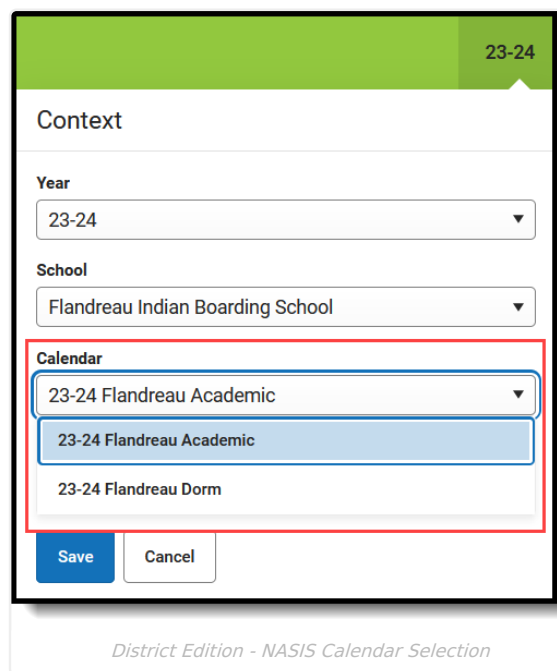 23-24
Context
Year
23-24
School
Flandreau Indian Boarding School
Calendar
23-24 Flandreau Academic
23-24 Flandreau Academic
23-24 Flandreau Dorm
Save Cancel
District Edition - NASIS Calendar Selection